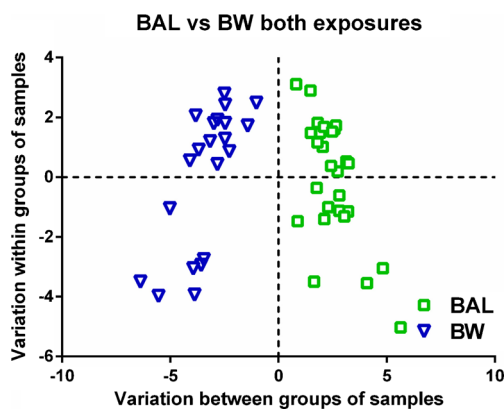 BAL vs BW both exposures
Variation within groups of samples
4
2
0
-2
-4
-6
BAL
BW
-10
-5
0
5
10
Variation between groups of samples